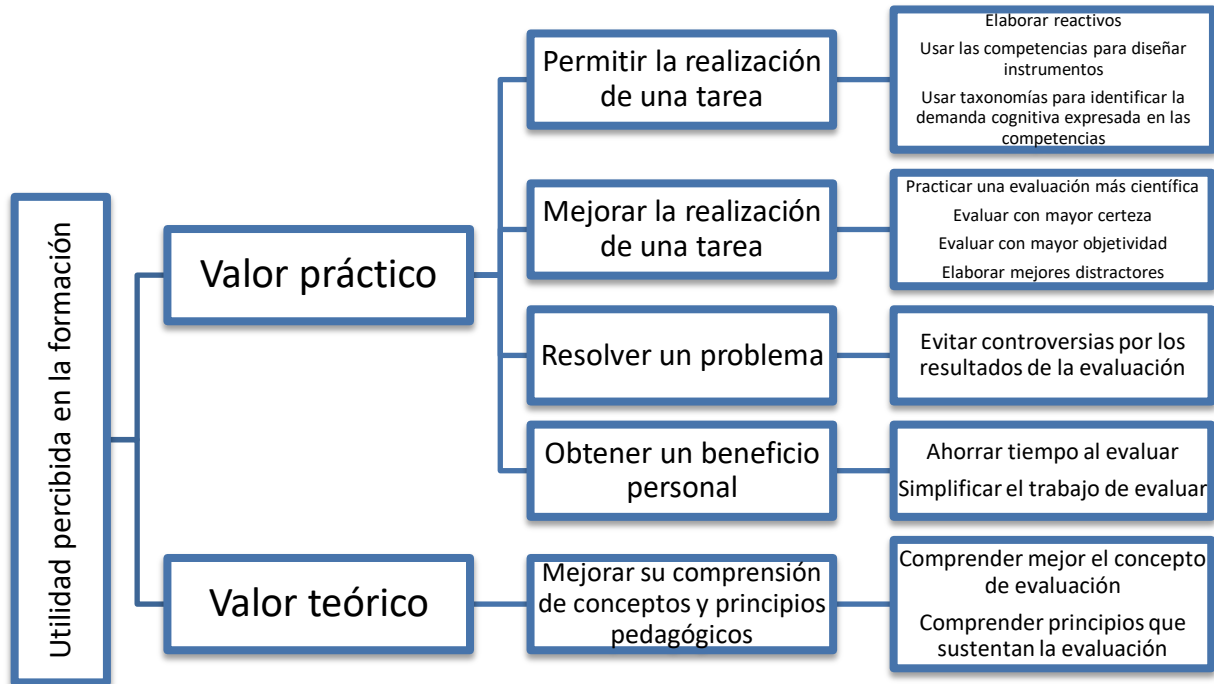 Utilidad percibida en la formación
Valor práctico
Permitir la realización
de una tarea
Elaborar reactivos
Usar las competencias para diseñar
instrumentos
Usar taxonomías para identificar la
demanda cognitiva expresada en las
competencias
Mejorar la realización
de una tarea
Practicar una evaluación más científica
Evaluar con mayor certeza
Evaluar con mayor objetividad
Elaborar mejores distractores
Resolver un problema
Evitar controversias por los
resultados de la evaluación
Obtener un beneficio
personal
Ahorrar tiempo al evaluar
Simplificar el trabajo de evaluar
Valor teórico
Mejorar su comprensión
de conceptos y principios
pedagógicos
Comprender mejor el concepto
de evaluación
Comprender principios que
sustentan la evaluación